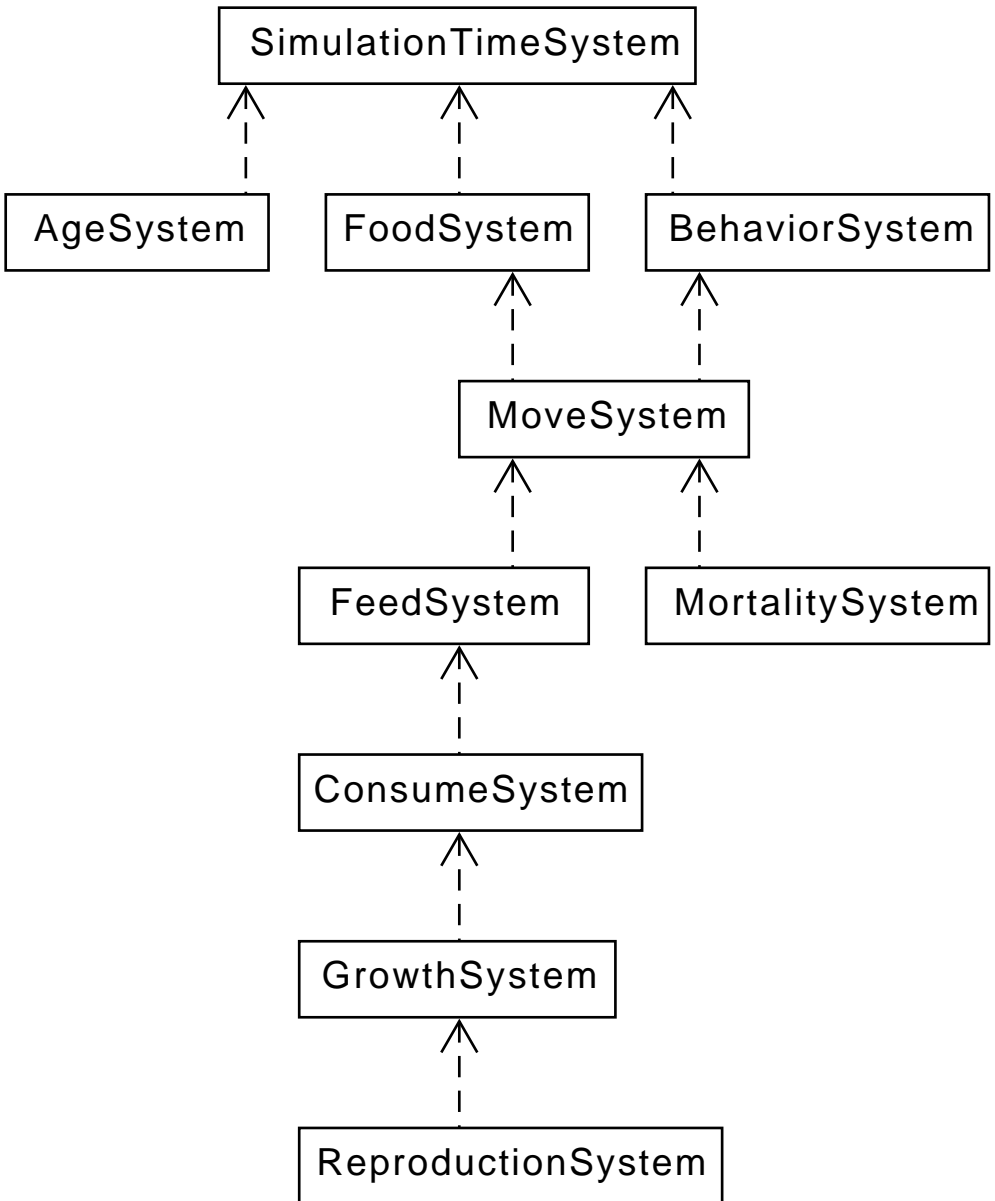 SimulationTimeSystem
AgeSystem
FoodSystem
BehaviorSystem
MoveSystem
FeedSystem
MortalitySystem
ConsumeSystem
GrowthSystem
ReproductionSystem